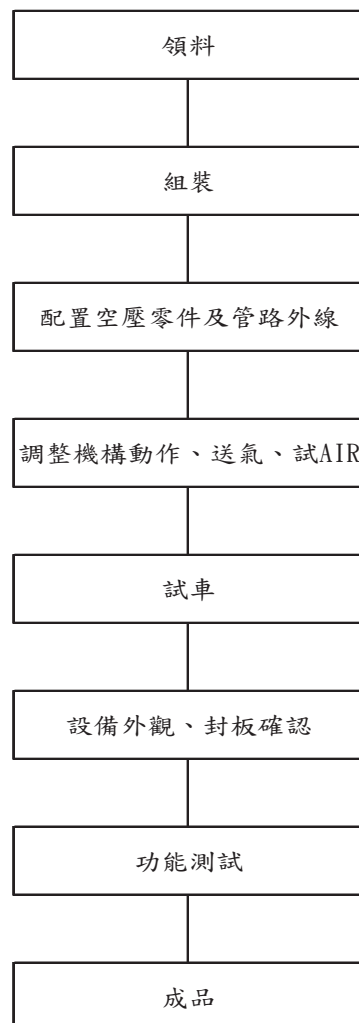 領料
組裝
配置空壓零件及管路外線
調整機構動作、送氣、試AIR
試車
設備外觀、封板確認
功能測試
成品